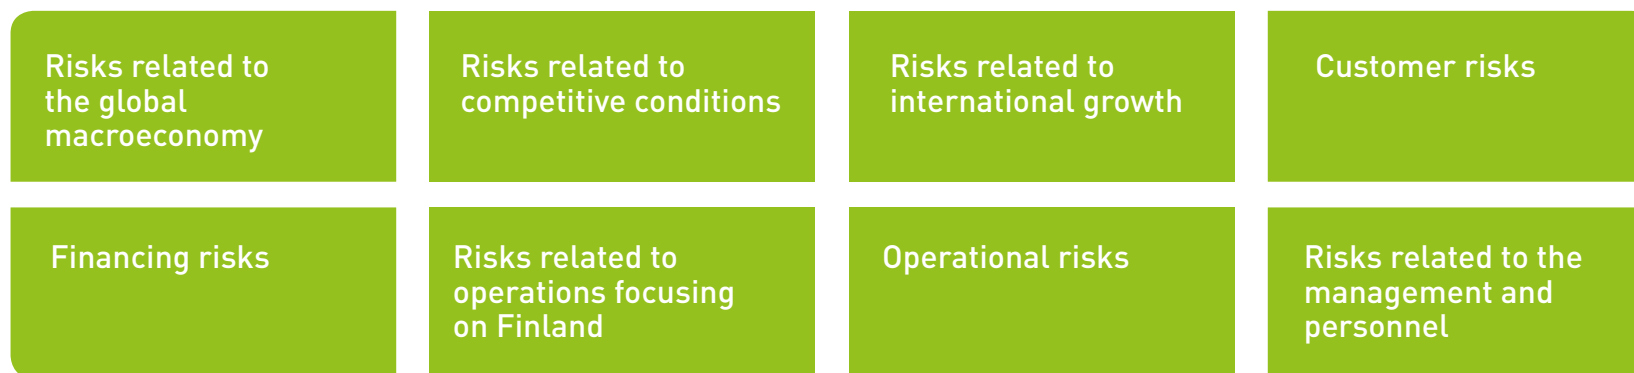 Risks related to
the global
macroeconomy
Risks related to
competitive conditions
Risks related to
international growth
Customer risks
Financing risks
Risks related to
operations focusing
on Finland
Operational risks
Risks related to the
management and
personnel